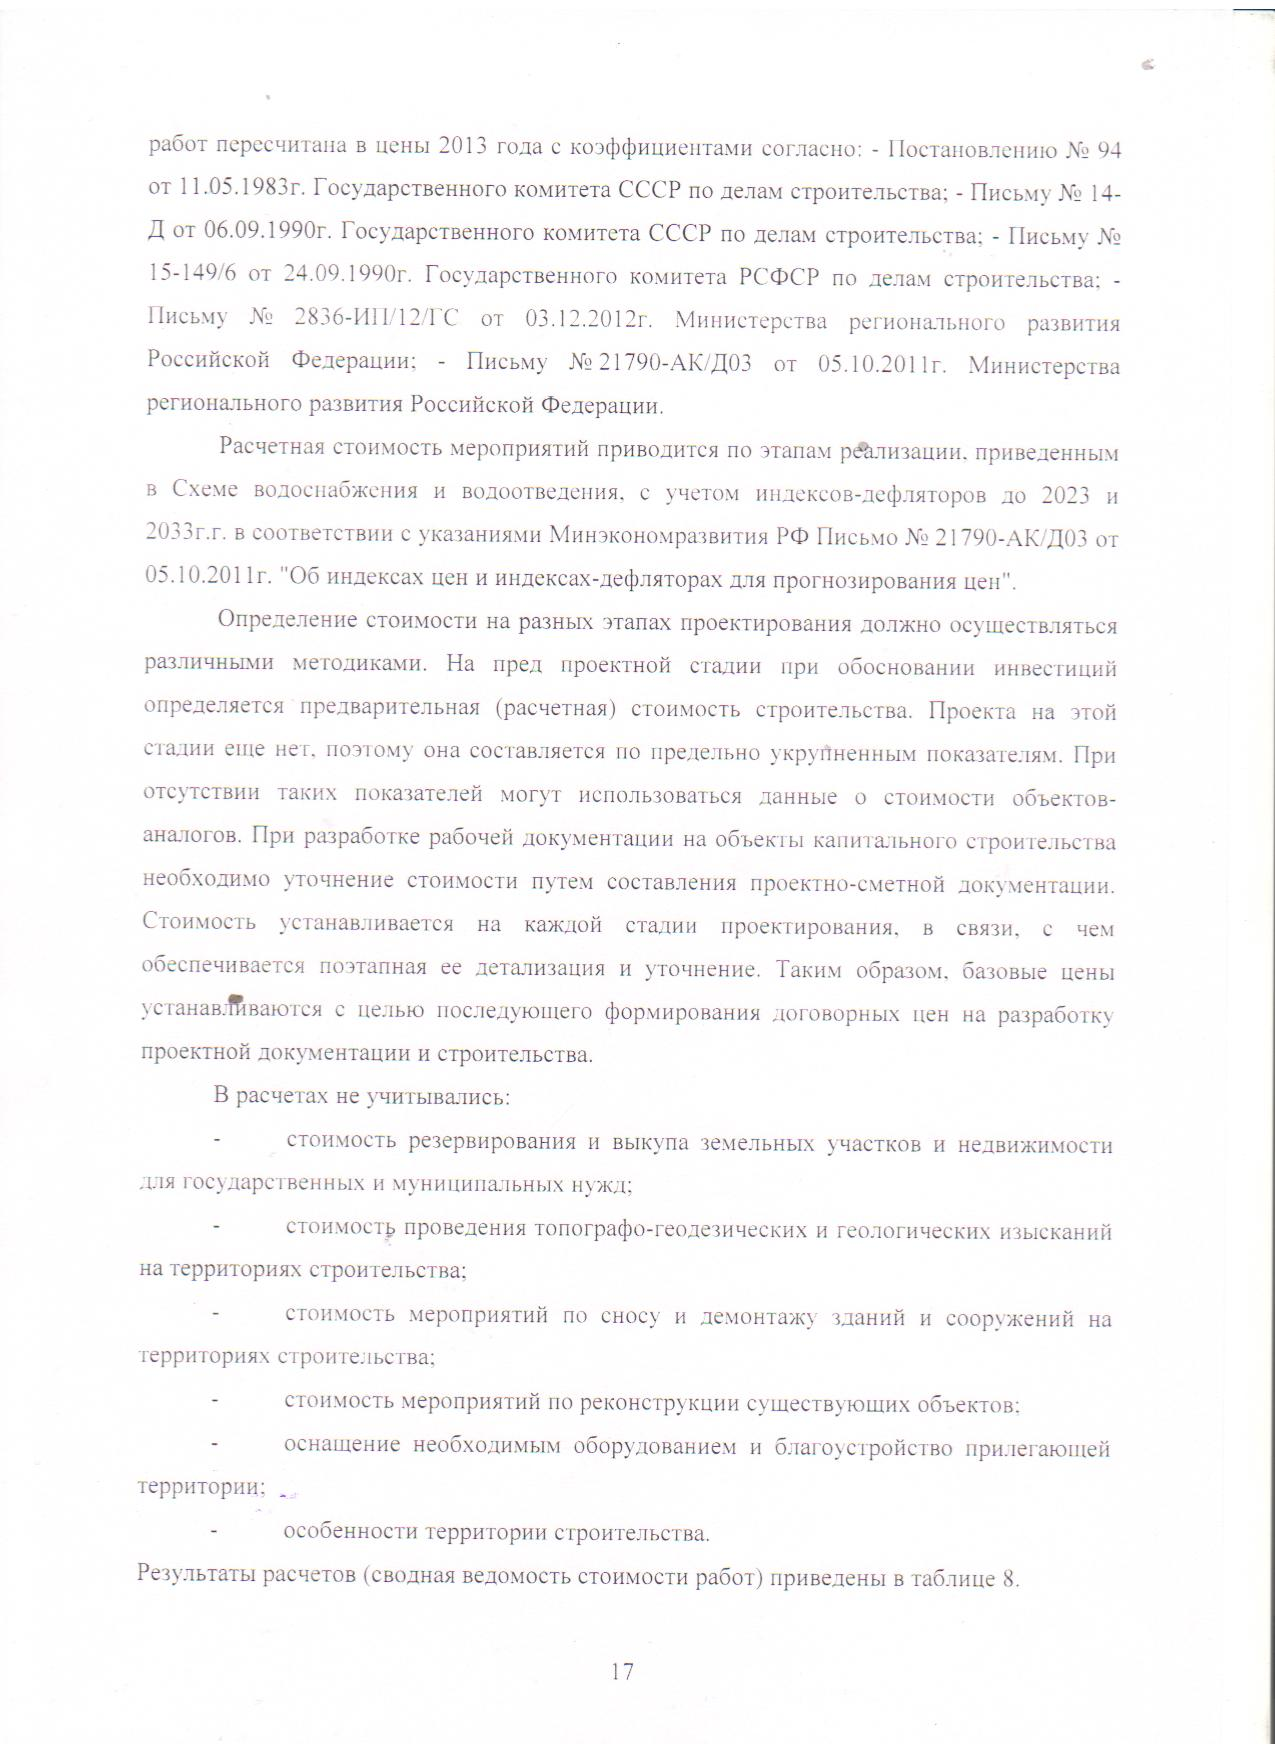 работ пересчитана в цены 2013 года с коэффициентами согласно: - Постановлению № 94
от 11.05.1983г. Государственного комитета СССР по делам строительства; - Письму № 14-
Д от 06.09.1990г. Государственного комитета СССР по делам строительства; - Письму №
15-149/6 от 24.09.1990г. Государственного комитета РСФСР по делам строительства; -
Письму № 2836-ИП/12/ГС от 03.12.2012г. Министерства регионального развития
Российской Федерации; - Письму № 21790-АК/Д03 от 05.10.2011г. Министерства
регионального развития Российской Федерации.
Расчетная стоимость мероприятий приводится по этапам реализации, приведенным
в Схеме водоснабжения и водоотведения, с учетом индексов-дефляторов до 2023 и
2033г.г. в соответствии с указаниями Минэкономразвития РФ Письмо № 21790-АК/Д03 от
05.10.2011г. "Об индексах цен и индексах-дефляторах для прогнозирования цен".
Определение стоимости на разных этапах проектирования должно осуществляться
различными методиками. На пред проектной стадии при обосновании инвестиций
определяется предварительная (расчетная) стоимость строительства. Проекта на этой
стадии еще нет, поэтому она составляется по предельно укрупненным показателям. При
отсутствии таких показателей могут использоваться данные о стоимости объектов-
аналогов. При разработке рабочей документации на объекты капитального строительства
необходимо уточнение стоимости путем составления проектно-сметной документации.
Стоимость устанавливается на каждой стадии проектирования, в связи, с чем
обеспечивается поэтапная ее детализация и уточнение. Таким образом, базовые цены
устанавливаются с целью последующего формирования договорных цен на разработку
проектной документации и строительства.
В расчетах не учитывались:
- стоимость резервирования и выкупа земельных участков и недвижимости
для государственных и муниципальных нужд;
- стоимость проведения топографо-геодезических и геологических изысканий
на территориях строительства;
- стоимость мероприятий по сносу и демонтажу зданий и сооружений на
территориях строительства;
- стоимость мероприятий по реконструкции существующих объектов;
- оснащение необходимым оборудованием и благоустройство прилегающей
территории;
- особенности территории строительства.
Результаты расчетов (сводная ведомость стоимости работ) приведены в таблице 8.
17